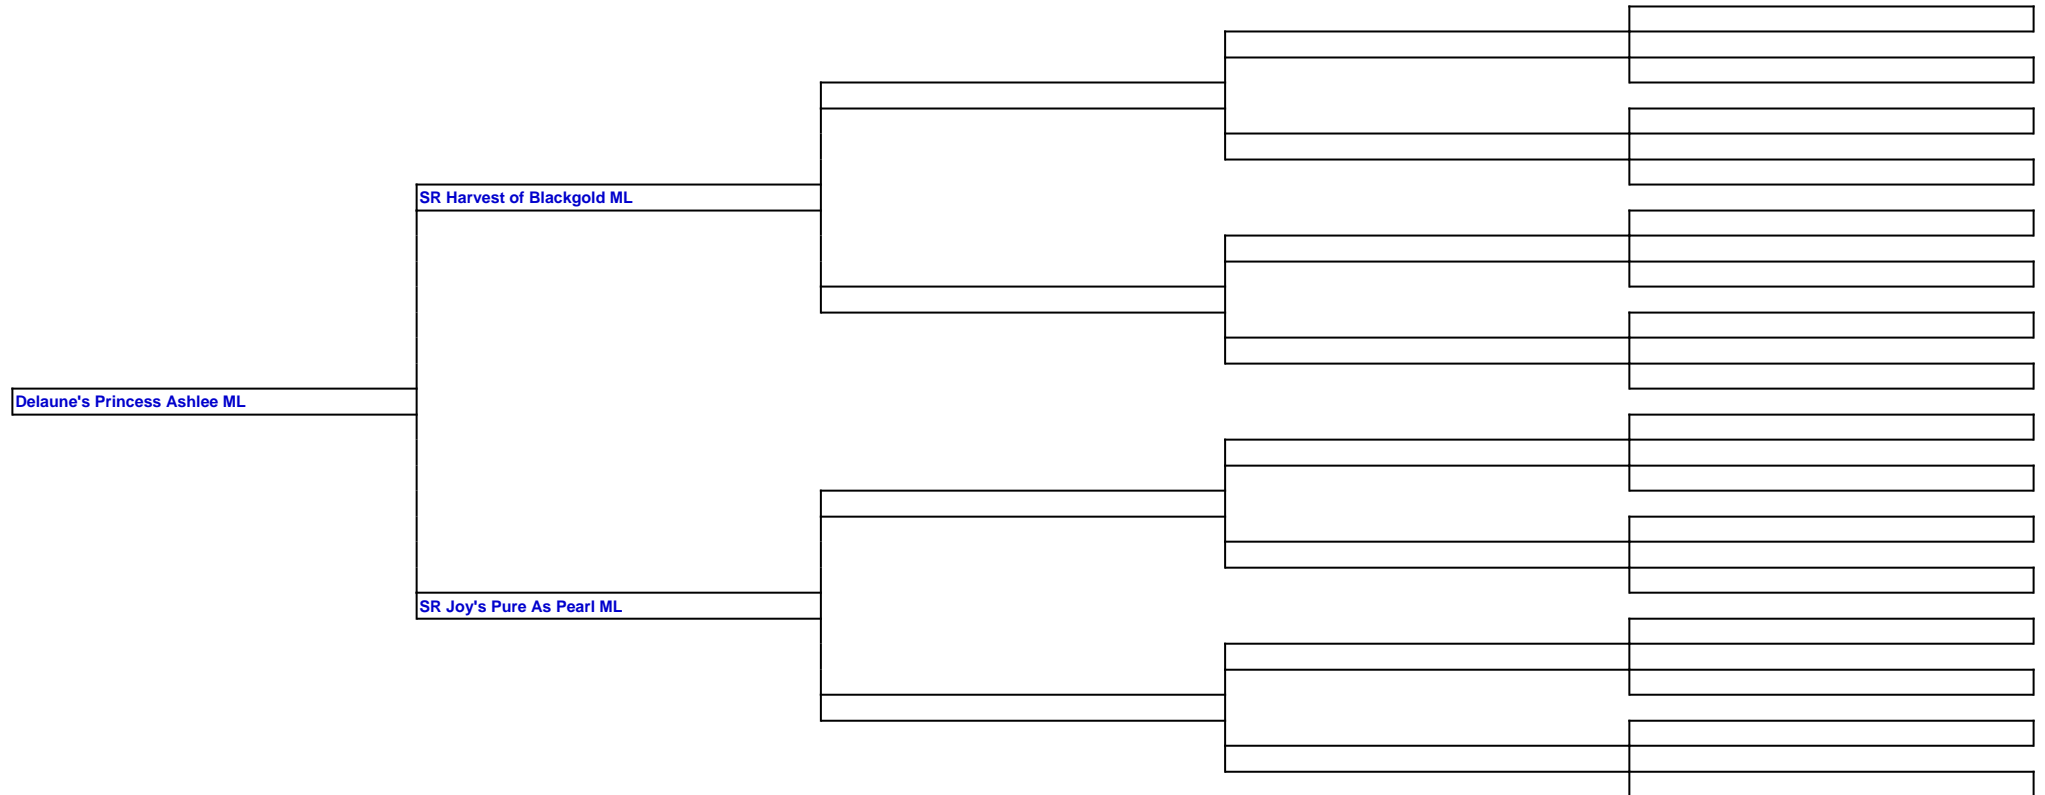 SR Harvest of Blackgold ML
Delaune's Princess Ashlee ML
SR Joy's Pure As Pearl ML